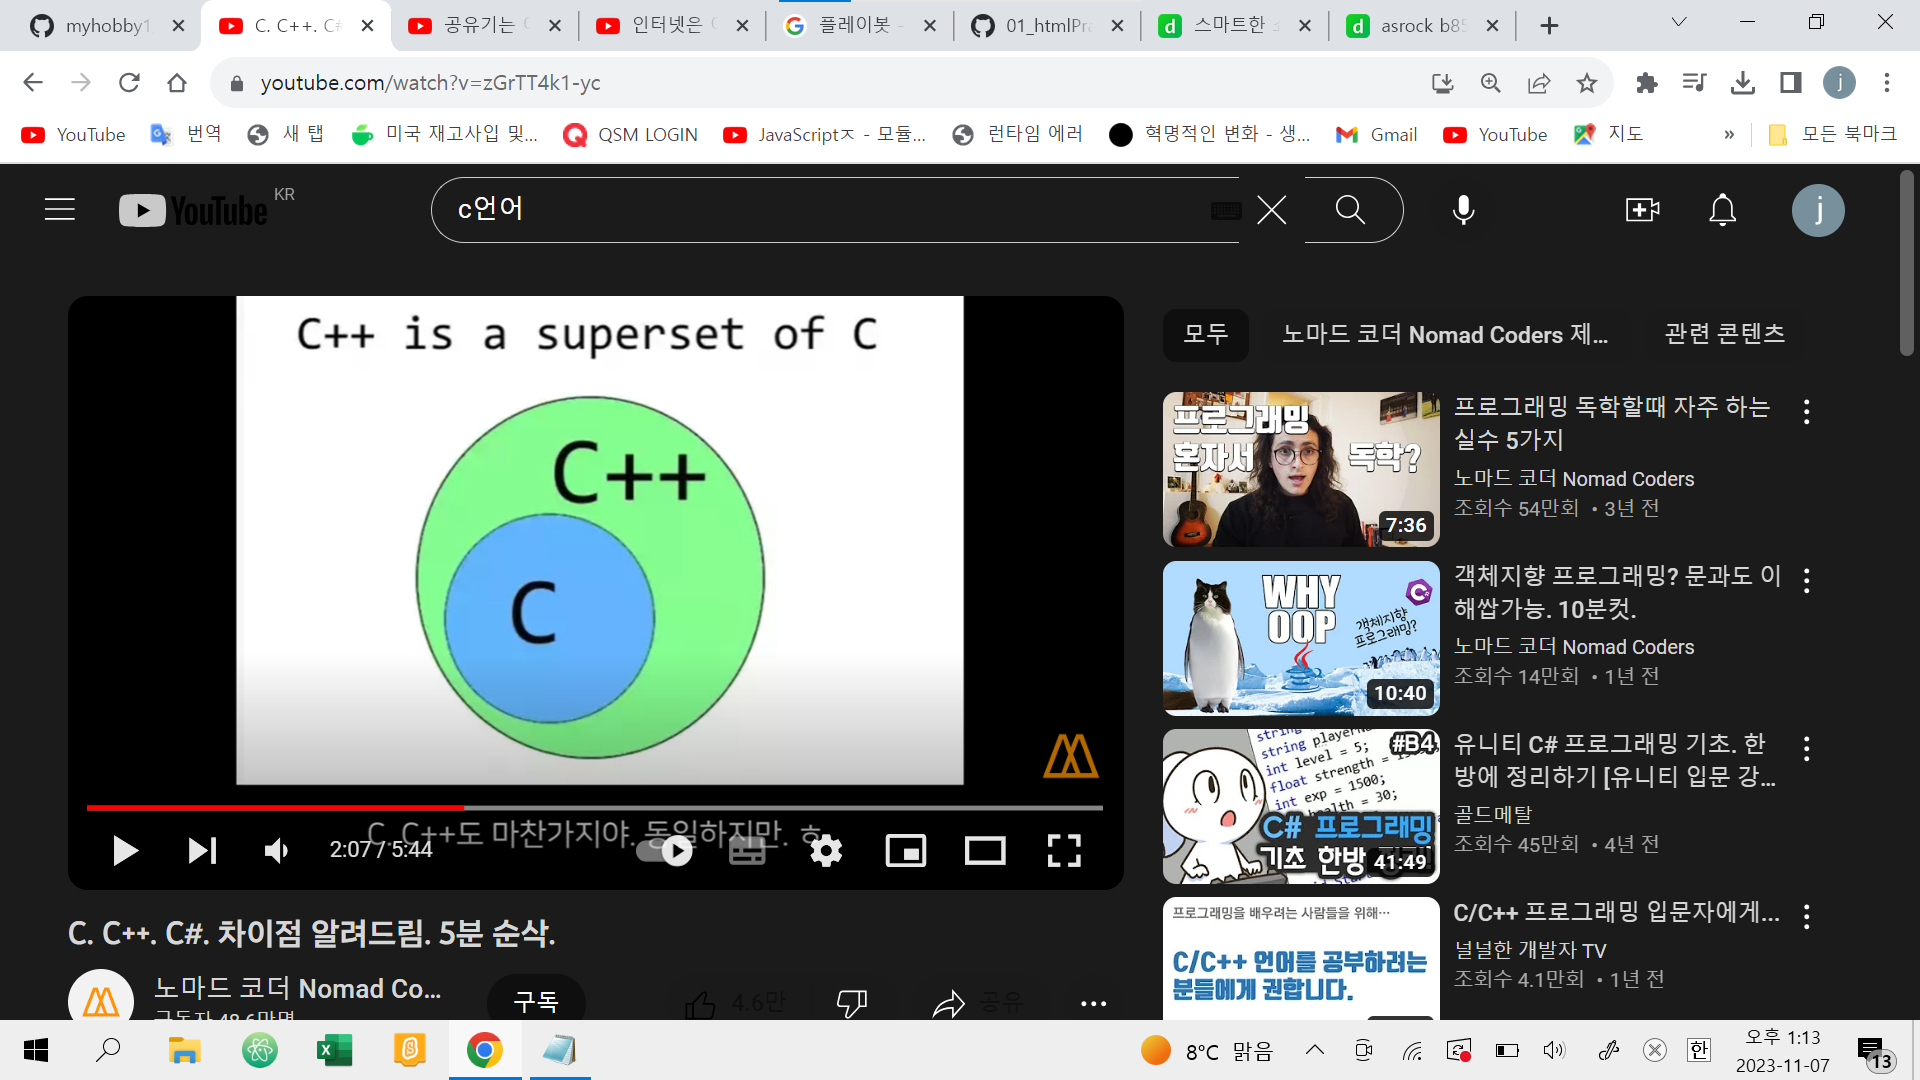 myhobby1
C. C++. C#
공유기는
인터넷은
플레이봇 -
01_htmlPra
스마트한
asrock b85
youtube.com/watch?v=zGrTT4k1-yc
j
YouTube
번역
새 탭
미국 재고사입 및...
QSM LOGIN
JavaScriptㅈ - 모듈...
런타임 에러
혁명적인 변화 - 생...
Gmail
YouTube
지도
»
모든 북마크
YouTube KR
c언어
j
C++ is a superset of C
C++
C
C, C++도 마찬가지야. 동일하지만. ㅎ
2:07 / 5:44
C. C++. C#. 차이점 알려드림. 5분 순삭.
노마드 코더 Nomad Co...
구독자 48.6만명
구독
4.6만
공유
모두
노마드 코더 Nomad Coders 제...
관련 콘텐츠
프로그래밍
혼자서 독학?
7:36
프로그래밍 독학할때 자주 하는
실수 5가지
노마드 코더 Nomad Coders
조회수 54만회 • 3년 전
WHY
OOP
객체지향
프로그래밍?
10:40
객체지향 프로그래밍? 문과도 이
해쌉가능. 10분컷.
노마드 코더 Nomad Coders
조회수 14만회 • 1년 전
#B4
int level = 5;
float strength =
int exp = 1500;
health = 30;
C# 프로그래밍
기초 한방
41:49
유니티 C# 프로그래밍 기초. 한
방에 정리하기 [유니티 입문 강...
골드메탈
조회수 45만회 • 4년 전
프로그래밍을 배우려는 사람들을 위해…
C/C++ 언어를 공부하려는
분들에게 권합니다.
C/C++ 프로그래밍 입문자에게...
널널한 개발자 TV
조회수 4.1만회 • 1년 전
8°C 맑음
한
오후 1:13
2023-11-07
13